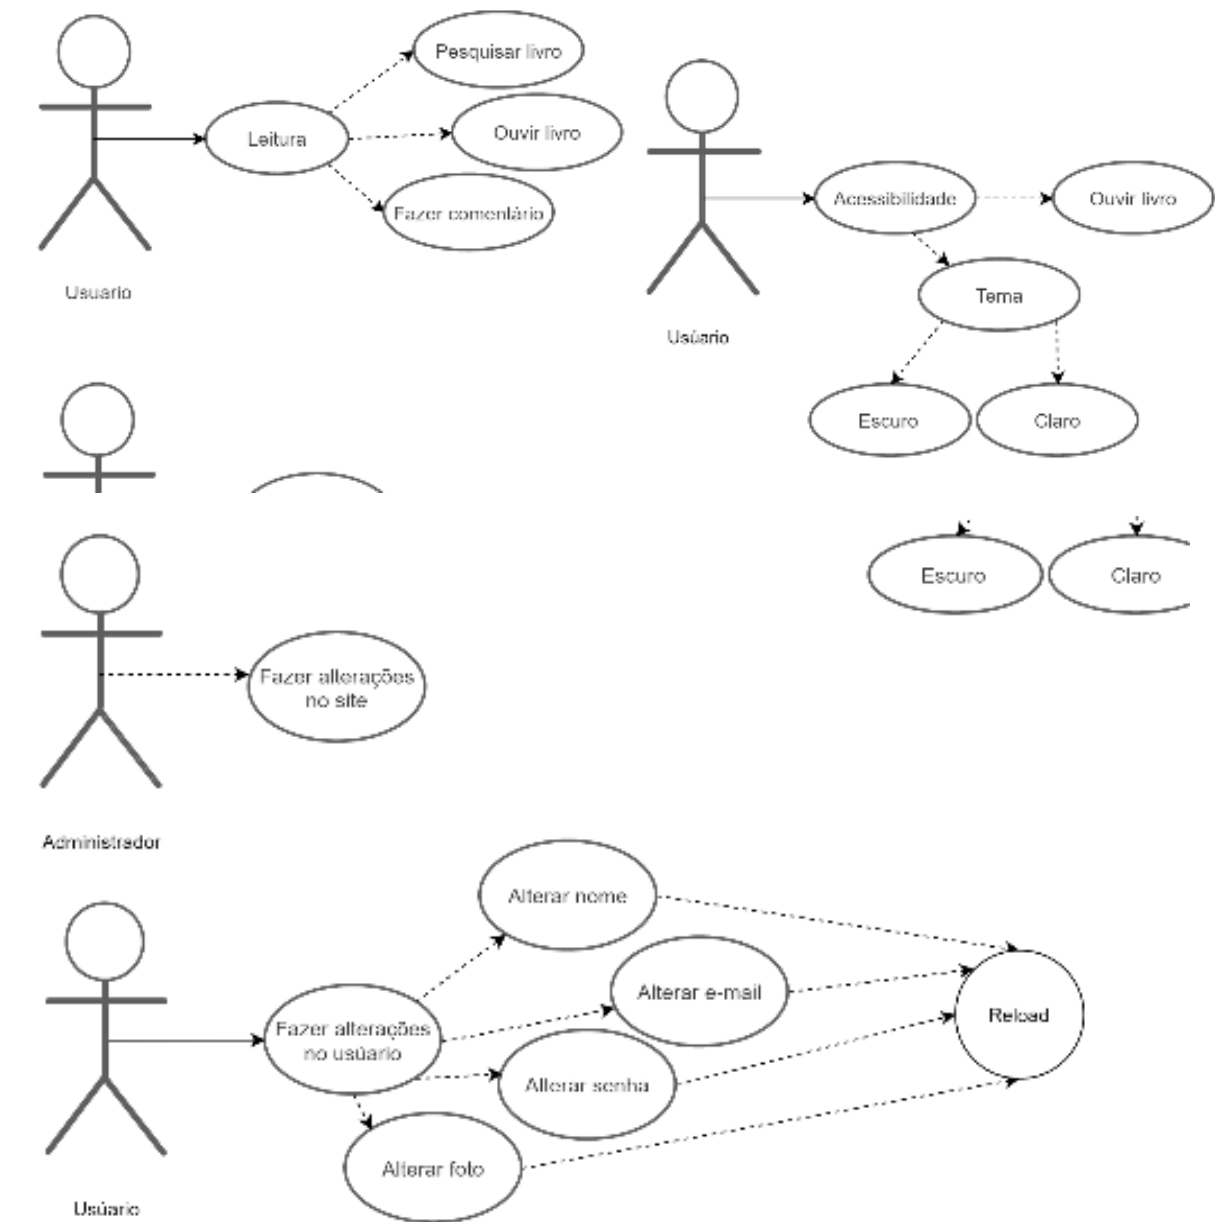 Pesquisar livro
Leitura
Ouvir livro
Fazer comentário
Usuario
Acessibilidade
Ouvir livro
Tema
Usúario
Escuro
Claro
Escuro
Claro
Fazer alterações
no site
Administrador
Alterar nome
Alterar e-mail
Fazer alterações
no usúario
Reload
Alterar senha
Alterar foto
Usúario